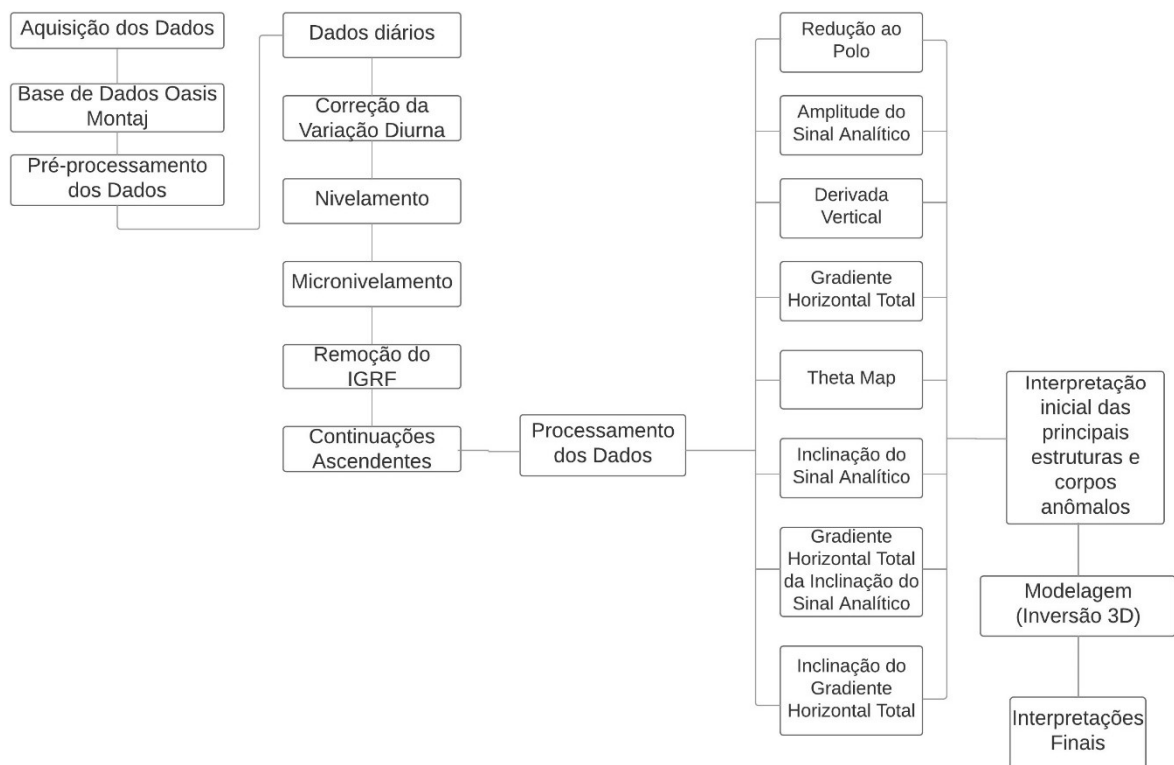 Aquisição dos Dados
Base de Dados Oasis
Montaj
Pré-processamento
dos Dados
Dados diários
Correção da
Variação Diurna
Nivelamento
Micronivelamento
Remoção do
IGRF
Continuações
Ascendentes
Processamento
dos Dados
Redução ao
Polo
Amplitude do
Sinal Analítico
Derivada
Vertical
Gradiente
Horizontal Total
Theta Map
Inclinação do
Sinal Analítico
Gradiente
Horizontal Total
da Inclinação do
Sinal Analítico
Inclinação do
Gradiente
Horizontal Total
Interpretação
inicial das
principais
estruturas e
corpos
anômalos
Modelagem
(Inversão 3D)
Interpretações
Finais